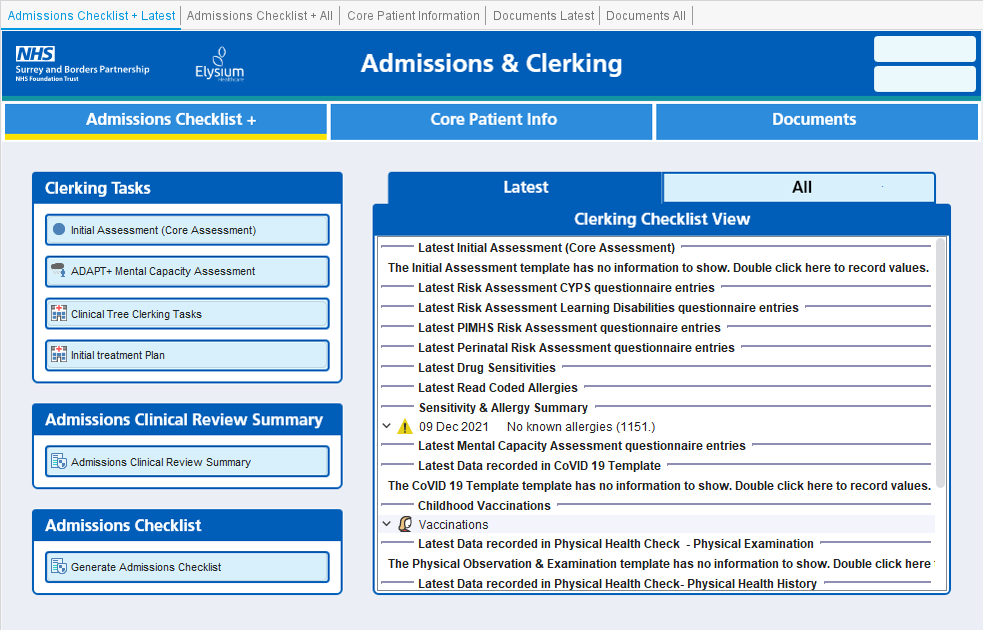 Admissions Checklist + Latest
Admissions Checklist + All
Core Patient Information
Documents Latest
Documents All
NHS
Surrey and Borders Partnership
NHS Foundation Trust
Elysium
Healthcare
Admissions & Clerking
Admissions Checklist +
Core Patient Info
Documents
Clerking Tasks
Initial Assessment (Core Assessment)
ADAPT+ Mental Capacity Assessment
Clinical Tree Clerking Tasks
Initial treatment Plan
Admissions Clinical Review Summary
Admissions Clinical Review Summary
Admissions Checklist
Generate Admissions Checklist
Latest
All
Clerking Checklist View
Latest Initial Assessment (Core Assessment)
The Initial Assessment template has no information to show. Double click here to record values.
Latest Risk Assessment CYPS questionnaire entries
Latest Risk Assessment Learning Disabilities questionnaire entries
Latest PIMHS Risk Assessment questionnaire entries
Latest Perinatal Risk Assessment questionnaire entries
Latest Drug Sensitivities
Latest Read Coded Allergies
Sensitivity & Allergy Summary
09 Dec 2021 No known allergies (1151.)
Latest Mental Capacity Assessment questionnaire entries
Latest Data recorded in CoVID 19 Template
The CoVID 19 Template template has no information to show. Double click here to record values.
Childhood Vaccinations
Vaccinations
Latest Data recorded in Physical Health Check - Physical Examination
The Physical Observation & Examination template has no information to show. Double click here
Latest Data recorded in Physical Health Check- Physical Health History